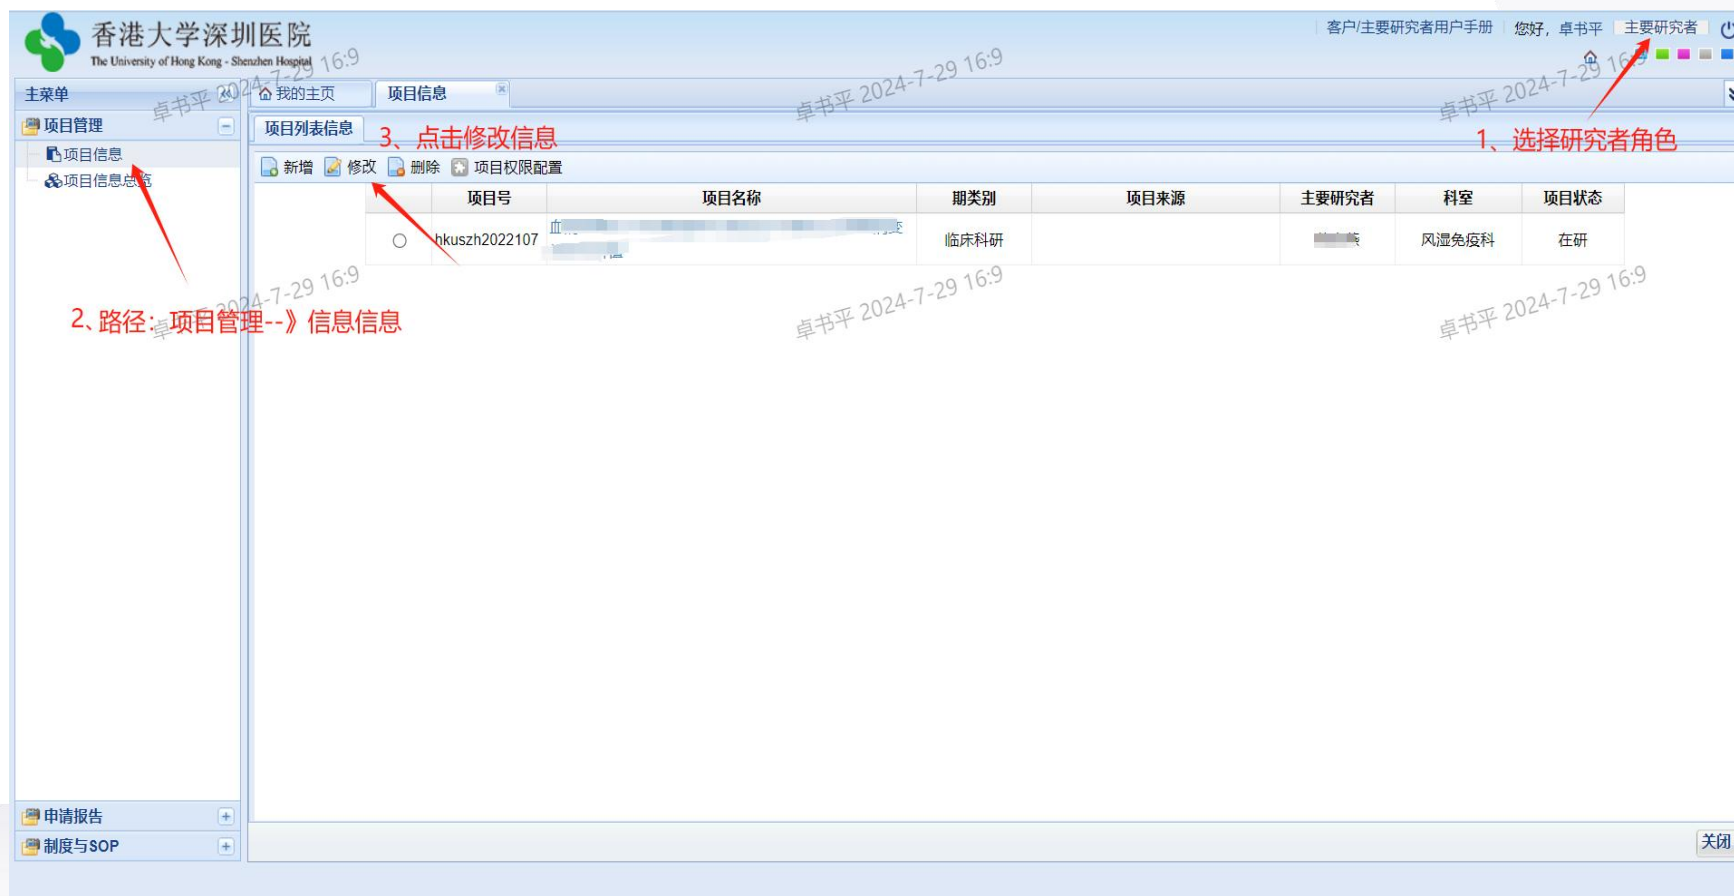 香港大学深圳医院
The University of Hong Kong - Shenzhen Hospital
客户/主要研究者用户手册 您好，卓书平 主要研究者
主菜单
我的主页 项目信息
项目管理
项目列表信息
3、点击修改信息
1、选择研究者角色
项目信息
新增 修改 删除 项目权限配置
项目信息总览
项目号 项目名称 期类别 项目来源 主要研究者 科室 项目状态
hkuszh2022107 临床科研 风湿免疫科 在研
2、路径：项目管理--》信息信息
卓书平 2024-7-29 16:9
卓书平 2024-7-29 16:9
卓书平 2024-7-29 16:9
卓书平 2024-7-29 16:9
卓书平 2024-7-29 16:9
卓书平 2024-7-29 16:9
申请报告
制度与SOP
关闭